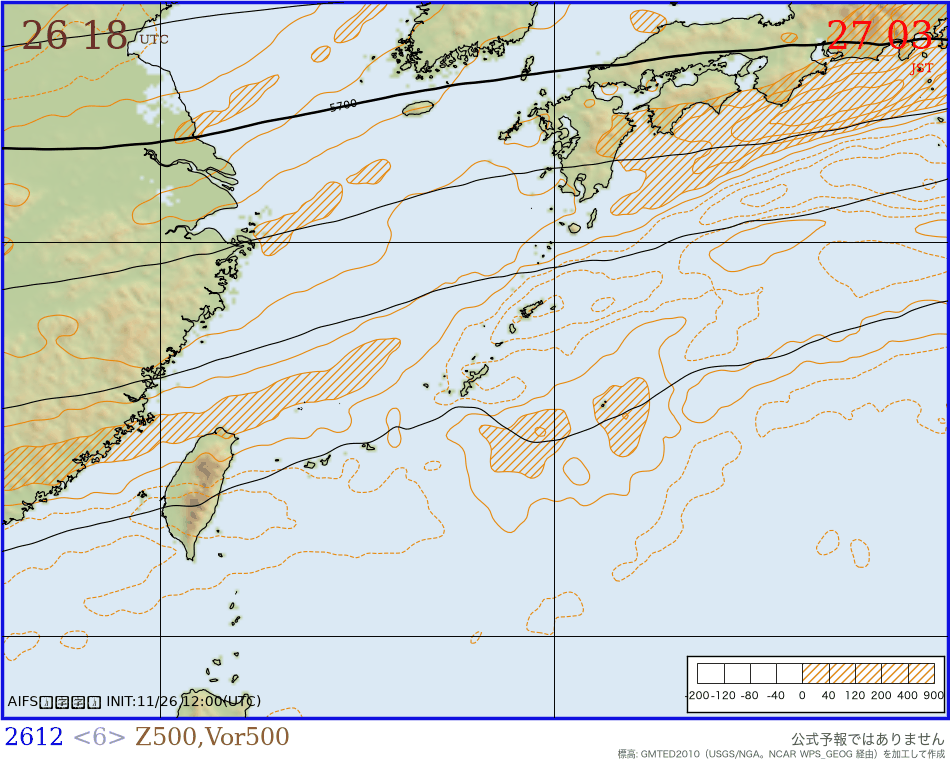 26 18 UTC
27 03 JST
5700
-200 -120 -80 -40 0 40 120 200 400 900
AIFS INIT:11/26 12:00(UTC)
2612 <6> Z500,Vor500
公式予報ではありません
標高: GMTED2010（USGS/NGA。NCAR WPS_GEOG 経由）を加工して作成